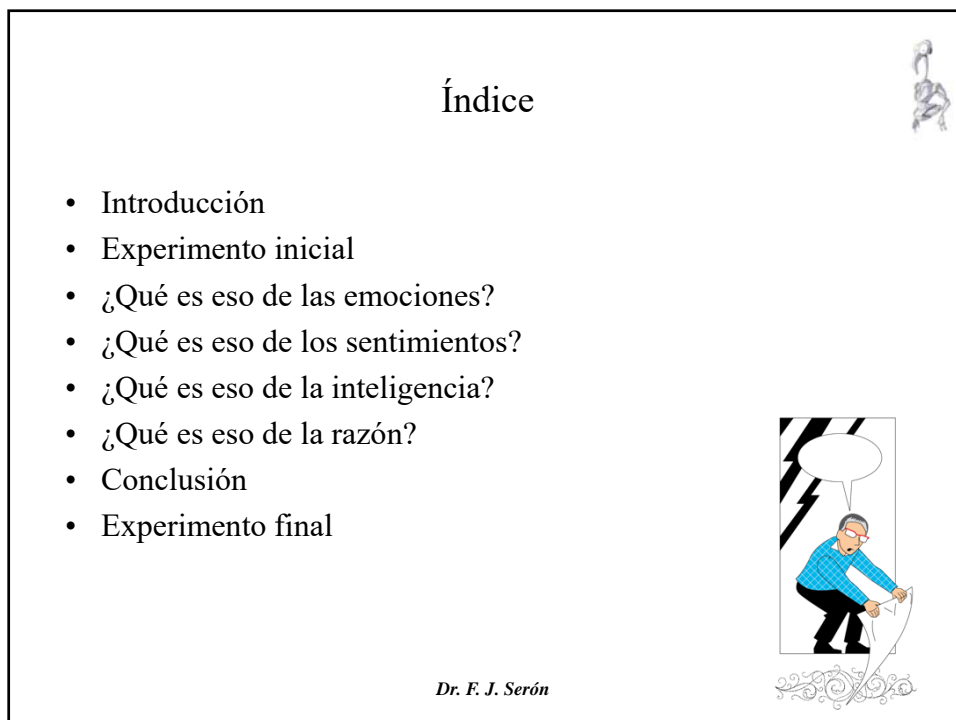 Índice
• Introducción
• Experimento inicial
• ¿Qué es eso de las emociones?
• ¿Qué es eso de los sentimientos?
• ¿Qué es eso de la inteligencia?
• ¿Qué es eso de la razón?
• Conclusión
• Experimento final
Dr. F. J. Serón